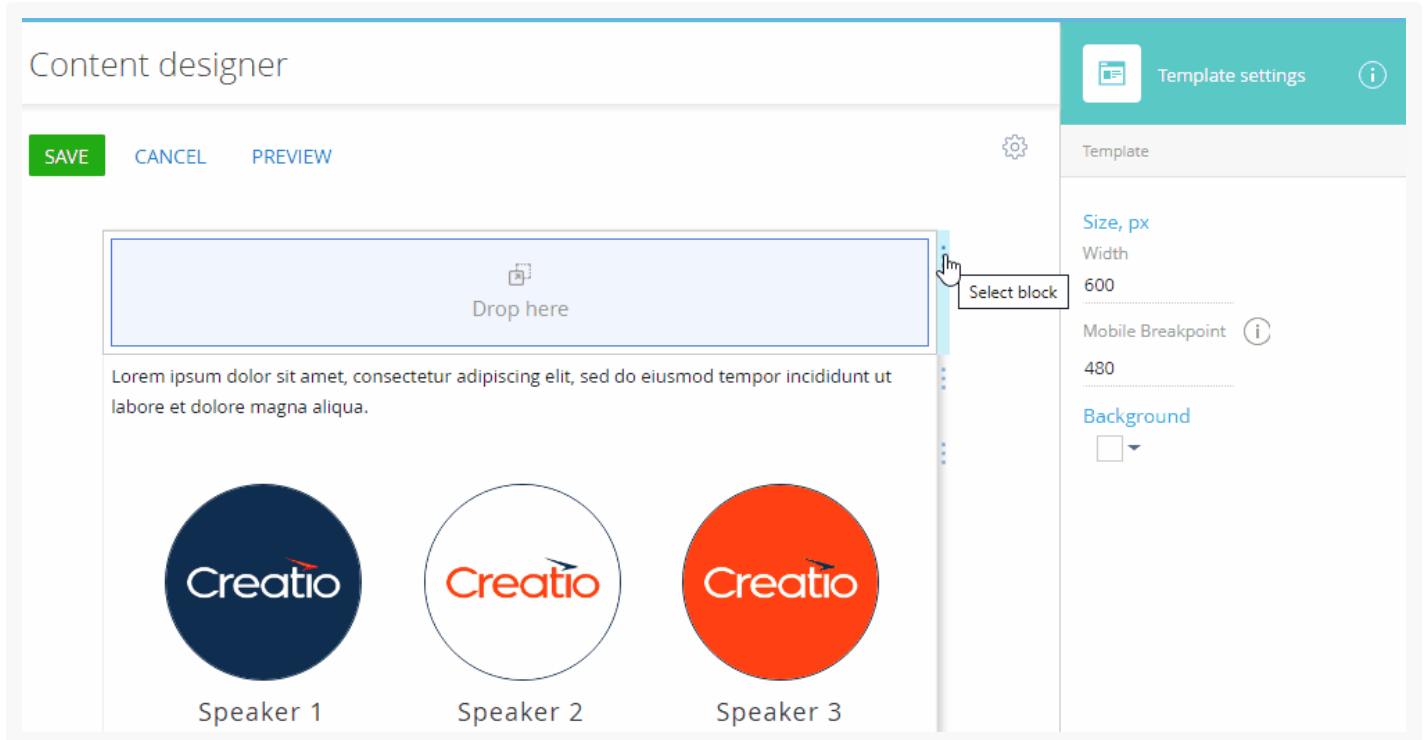 Content designer
Template settings
SAVE CANCEL PREVIEW
Template
Size, px
Width
600
Mobile Breakpoint
480
Background
Drop here
Select block
Lorem ipsum dolor sit amet, consectetur adipiscing elit, sed do eiusmod tempor incididunt ut
labore et dolore magna aliqua.
Creatio Creatio Creatio
Speaker 1 Speaker 2 Speaker 3